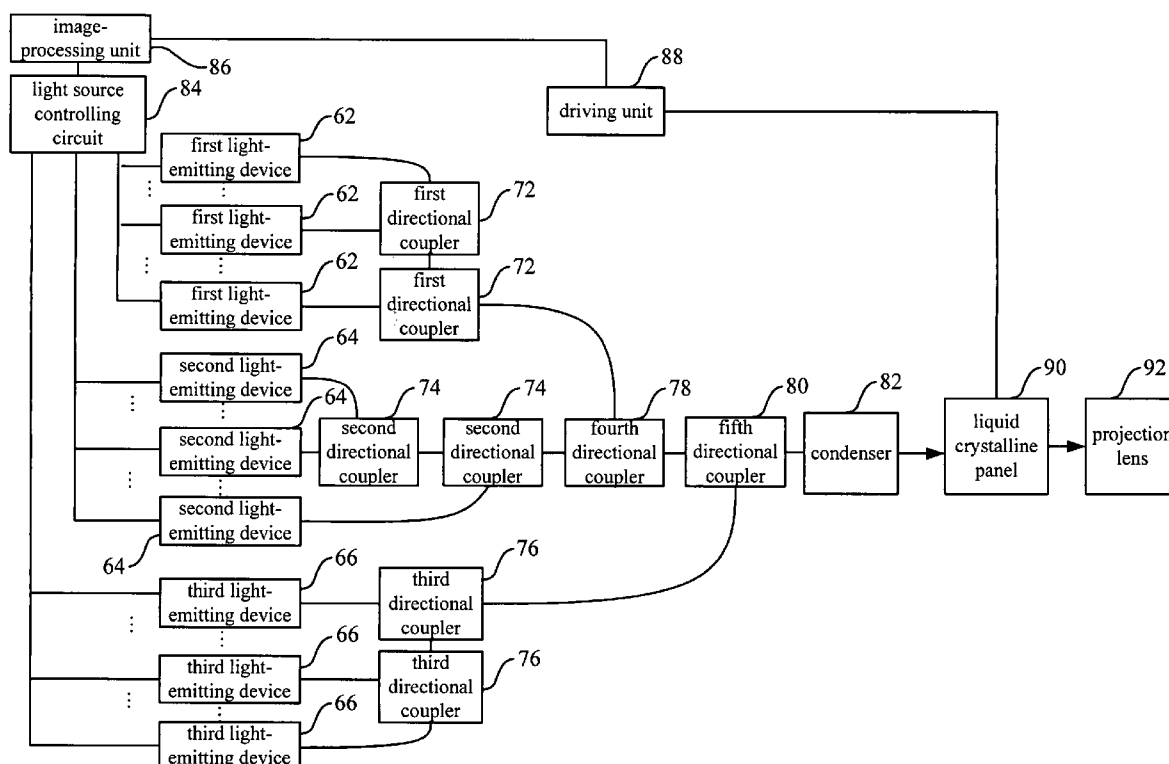 image-
processing unit
86
light source
controlling
circuit
84
88
driving unit
62
first light-
emitting device
62
first light-
emitting device
62
first light-
emitting device
first
directional
coupler
72
first
directional
coupler
72
64
second light-
emitting device
64
second light-
emitting device
second light-
emitting device
64
74
second
directional
coupler
74
second
directional
coupler
78
fourth
directional
coupler
80
fifth
directional
coupler
82
condenser
90
liquid
crystalline
panel
92
projection
lens
66
third light-
emitting device
66
third light-
emitting device
66
third light-
emitting device
76
third
directional
coupler
76
third
directional
coupler